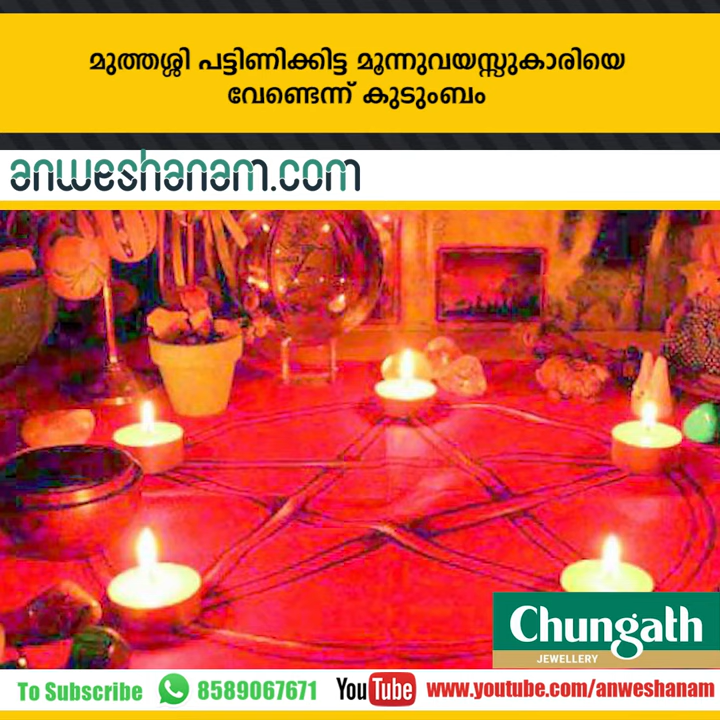 മുത്തശ്ശി പട്ടിണിക്കിട്ട മൂന്നുവയസ്സുകാരിയെ
വേണ്ടെന്ന് കുടുംബം
anweshanam.com
Chungath
JEWELLERY
To Subscribe 8589067671 YouTube www.youtube.com/anweshanam